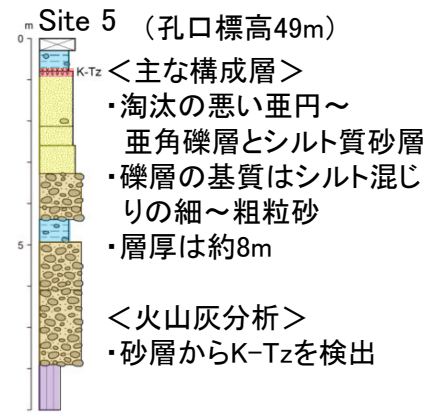 m Site 5 （孔口標高49m）
0
K-Tz
＜主な構成層＞
・淘汰の悪い亜円～
亜角礫層とシルト質砂層
・礫層の基質はシルト混じ
りの細～粗粒砂
・層厚は約8m
5
＜火山灰分析＞
・砂層からK-Tzを検出